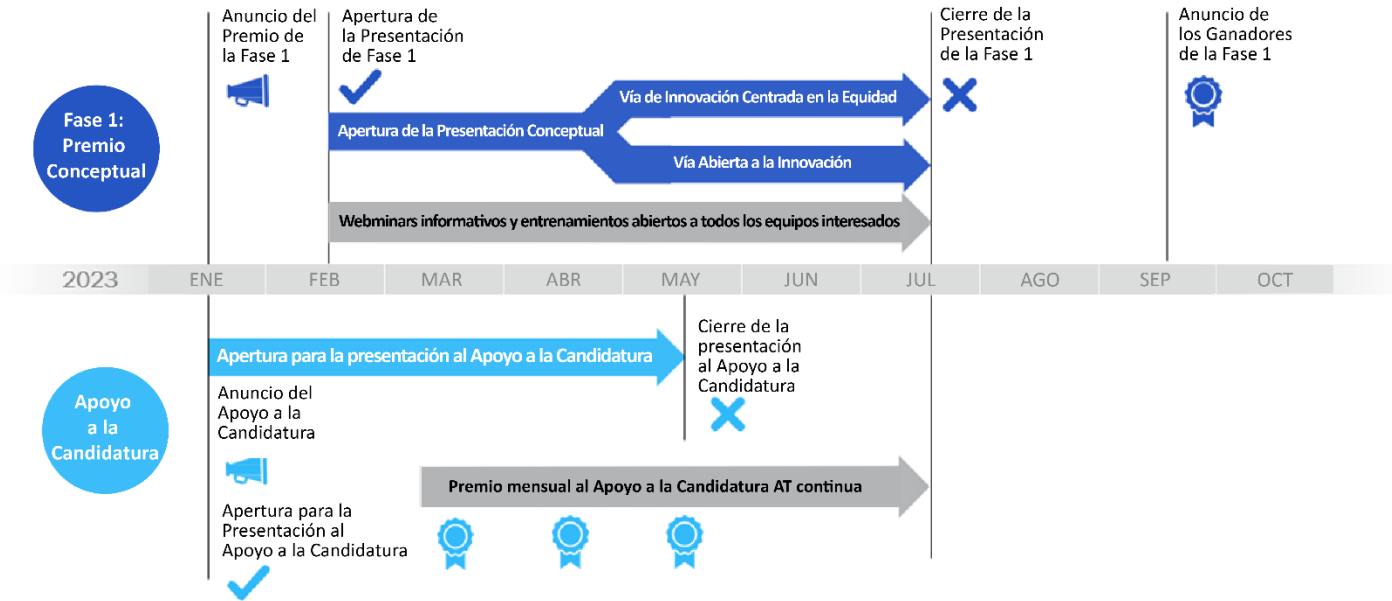 Anuncio del
Premio de
la Fase 1
Apertura de
la Presentación
de Fase 1
Cierre de la
Presentación
de la Fase 1
Anuncio de
los Ganadores
de la Fase 1
Fase 1:
Premio
Conceptual
Vía de Innovación Centrada en la Equidad
Apertura de la Presentación Conceptual
Vía Abierta a la Innovación
Webminars informativos y entrenamientos abiertos a todos los equipos interesados
2023 ENE FEB MAR ABR MAY JUN JUL AGO SEP OCT
Apertura para la presentación al Apoyo a la Candidatura
Cierre de la
presentación
al Apoyo a la
Candidatura
Apoyo
a la
Candidatura
Anuncio del
Apoyo a la
Candidatura
Premio mensual al Apoyo a la Candidatura AT continua
Apertura para la
Presentación al
Apoyo a la Candidatura